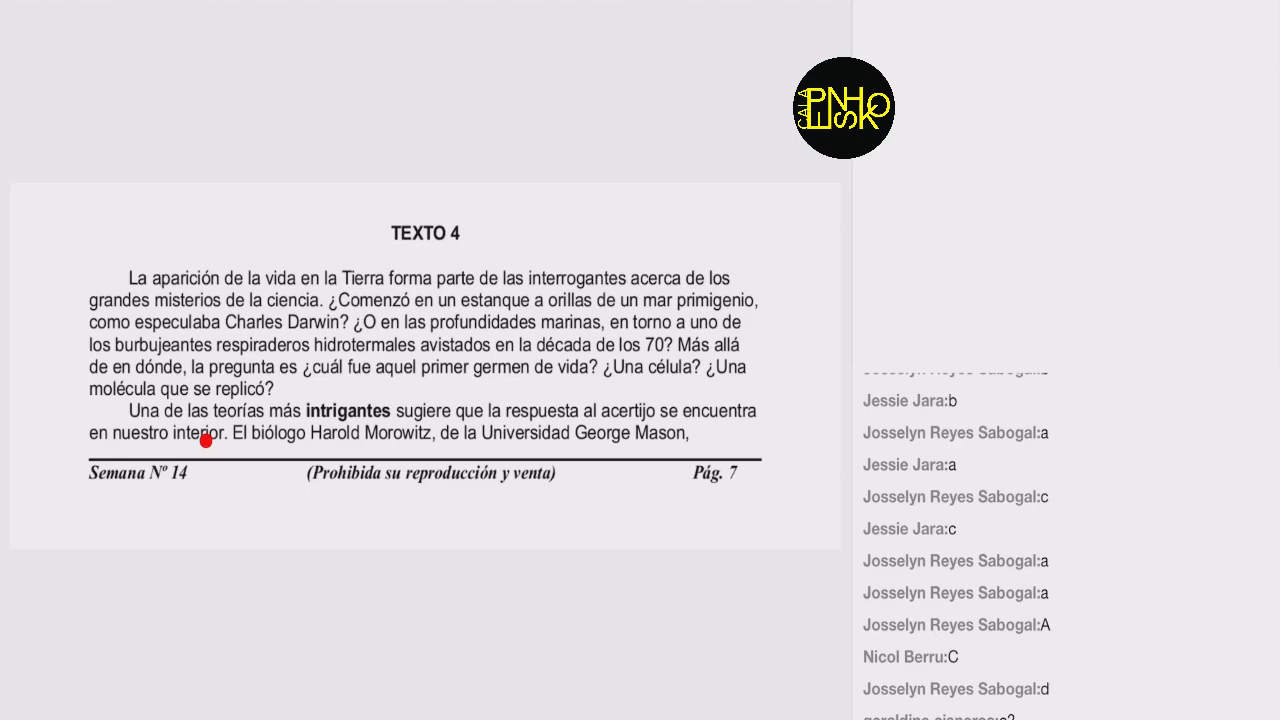 CALA
PENHSKO
TEXTO 4
La aparición de la vida en la Tierra forma parte de las interrogantes acerca de los
grandes misterios de la ciencia. ¿Comenzó en un estanque a orillas de un mar primigenio,
como especulaba Charles Darwin? ¿O en las profundidades marinas, en torno a uno de
los burbujeantes respiraderos hidrotermales avistados en la década de los 70? Más allá
de en dónde, la pregunta es ¿cuál fue aquel primer germen de vida? ¿Una célula? ¿Una
molécula que se replicó?
Una de las teorías más intrigantes sugiere que la respuesta al acertijo se encuentra
en nuestro interior. El biólogo Harold Morowitz, de la Universidad George Mason,
Semana Nº 14 (Prohibida su reproducción y venta) Pág. 7
Josselyn Reyes Sabogal:b
Jessie Jara:b
Josselyn Reyes Sabogal:a
Jessie Jara:a
Josselyn Reyes Sabogal:c
Jessie Jara:c
Josselyn Reyes Sabogal:a
Josselyn Reyes Sabogal:a
Josselyn Reyes Sabogal:A
Nicol Berru:C
Josselyn Reyes Sabogal:d